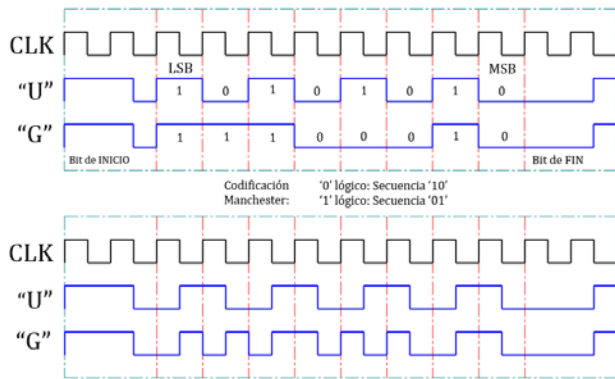 CLK
LSB MSB
“U” 1 0 1 0 1 0 1 0
“G” 1 1 1 0 0 0 1 0
Bit de INICIO Bit de FIN
Codificación ‘0’ lógico: Secuencia ‘10’
Manchester: ‘1’ lógico: Secuencia ‘01’
CLK
“U”
“G”